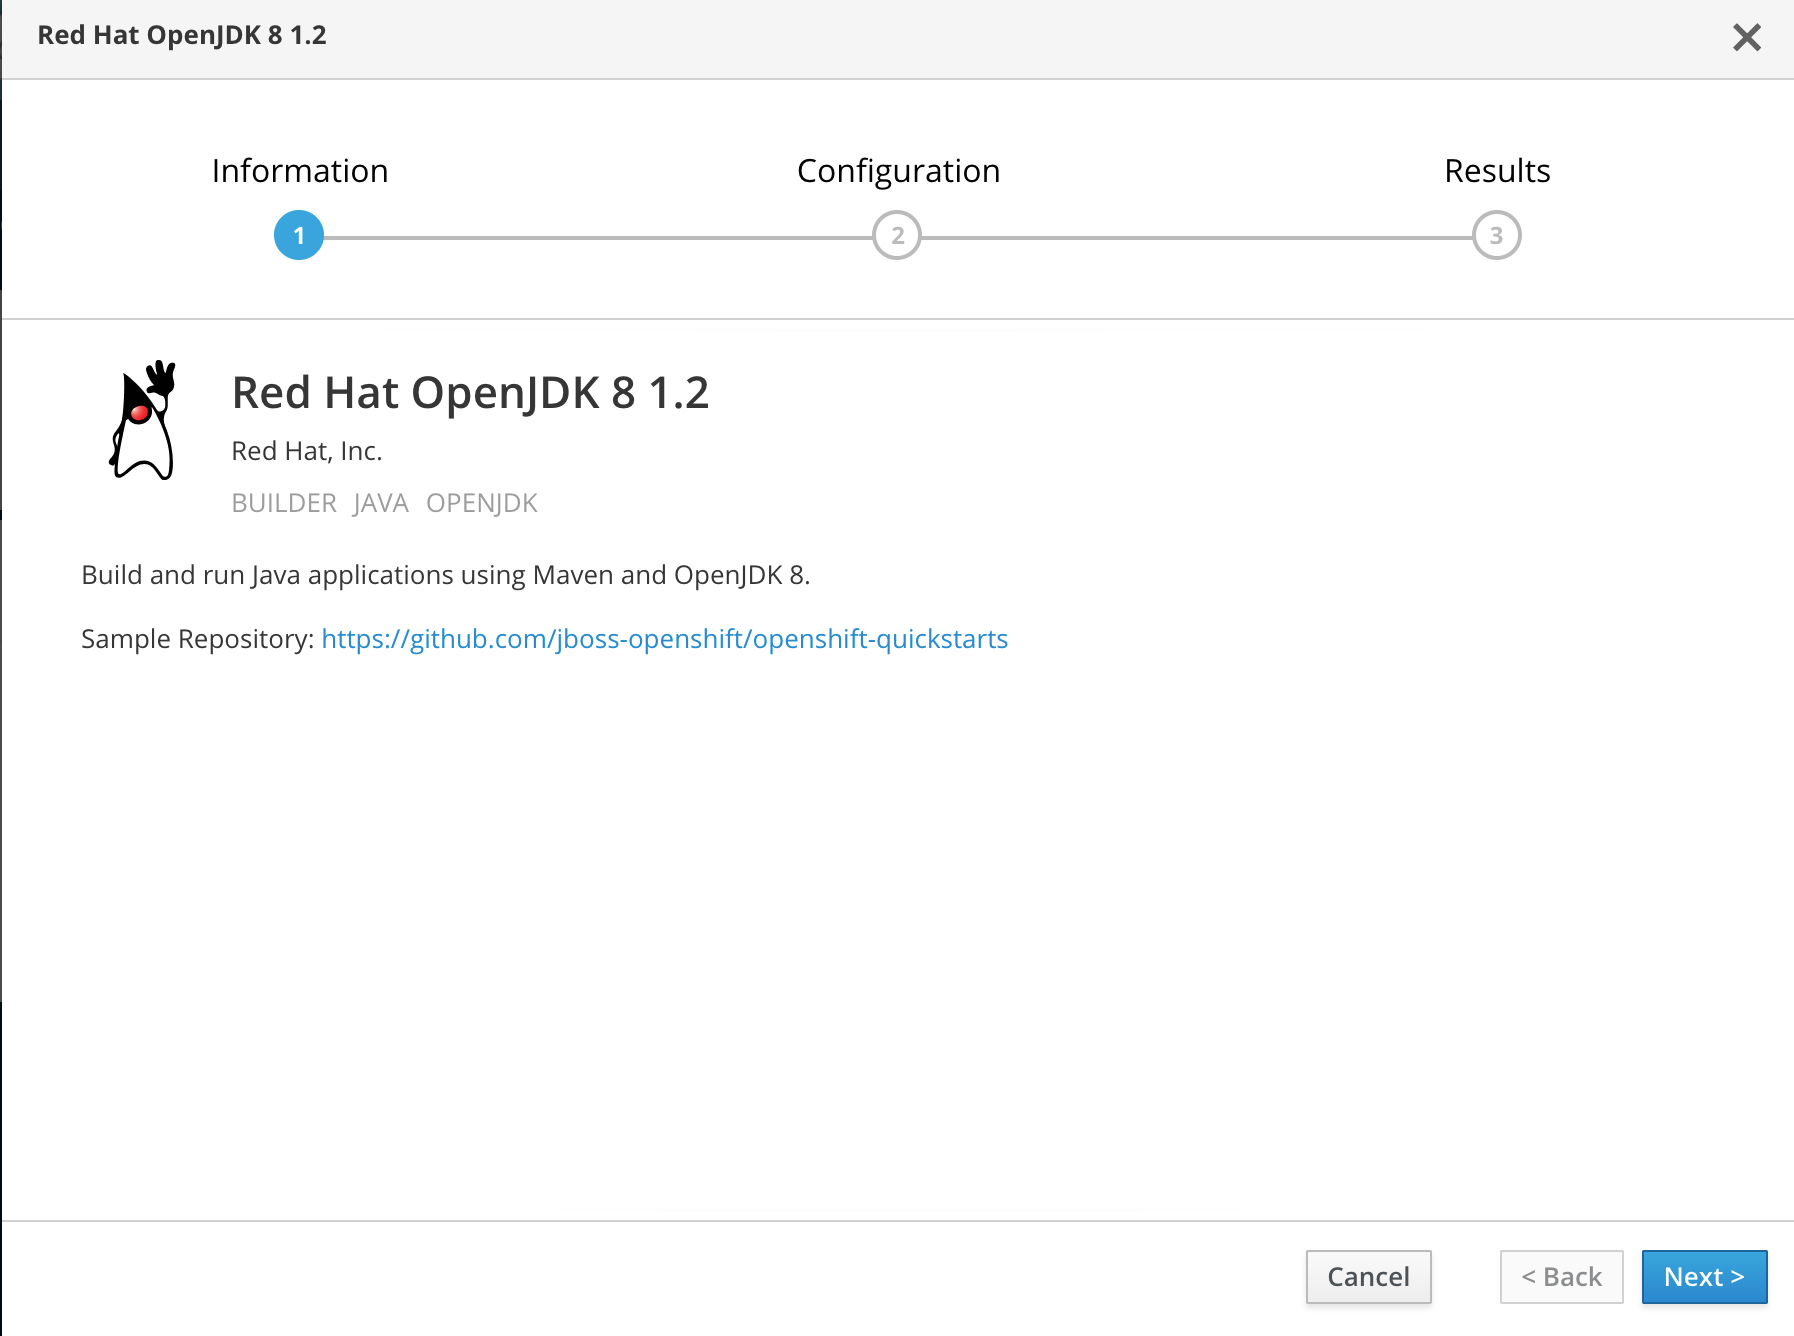 Red Hat OpenJDK 8 1.2
Information Configuration Results
1 2 3
Red Hat OpenJDK 8 1.2
Red Hat, Inc.
BUILDER JAVA OPENJDK
Build and run Java applications using Maven and OpenJDK 8.
Sample Repository: https://github.com/jboss-openshift/openshift-quickstarts
Cancel < Back Next >